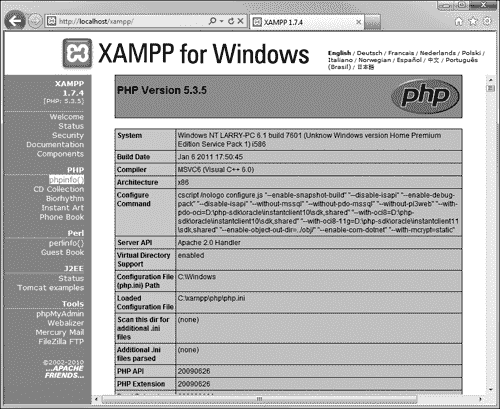 http://localhost/xampp/
XAMPP 1.7.4
XAMPP for Windows
English / Deutsch / Francais / Nederlands / Polski /
Italiano / Norwegian / Español / 中文 / Português
(Brasil) / 日本語
XAMPP
1.7.4
[PHP: 5.3.5]
Welcome
Status
Security
Documentation
Components
PHP
phpinfo()
CD Collection
Biorhythm
Instant Art
Phone Book
Perl
perlinfo()
Guest Book
J2EE
Status
Tomcat examples
Tools
phpMyAdmin
Webalizer
Mercury Mail
FileZilla FTP
©2002-2010
...APACHE
FRIENDS...
PHP Version 5.3.5
php
System Windows NT LARRY-PC 6.1 build 7601 (Unknow Windows version Home Premium
Edition Service Pack 1) i586
Build Date Jan 6 2011 17:50:45
Compiler MSVC6 (Visual C++ 6.0)
Architecture x86
Configure Command cscript /nologo configure.js "--enable-snapshot-build" "--disable-isapi" "--enable-debug-
pack" "--disable-isapi" "--without-mssql" "--without-pdo-mssql" "--without-pi3web" "--with-
pdo-oci=D:\php-sdk\oracle\instantclient10\sdk,shared" "--with-oci8=D:\php-
sdk\oracle\instantclient10\sdk,shared" "--with-oci8-11g=D:\php-sdk\oracle\instantclient11
\sdk,shared" "--enable-object-out-dir=../obj/" "--enable-com-dotnet" "--with-mcrypt=static"
Server API Apache 2.0 Handler
Virtual Directory Support enabled
Configuration File (php.ini) Path C:\Windows
Loaded Configuration File C:\xampp\php\php.ini
Scan this dir for additional .ini files (none)
Additional .ini files parsed (none)
PHP API 20090626
PHP Extension 20090626